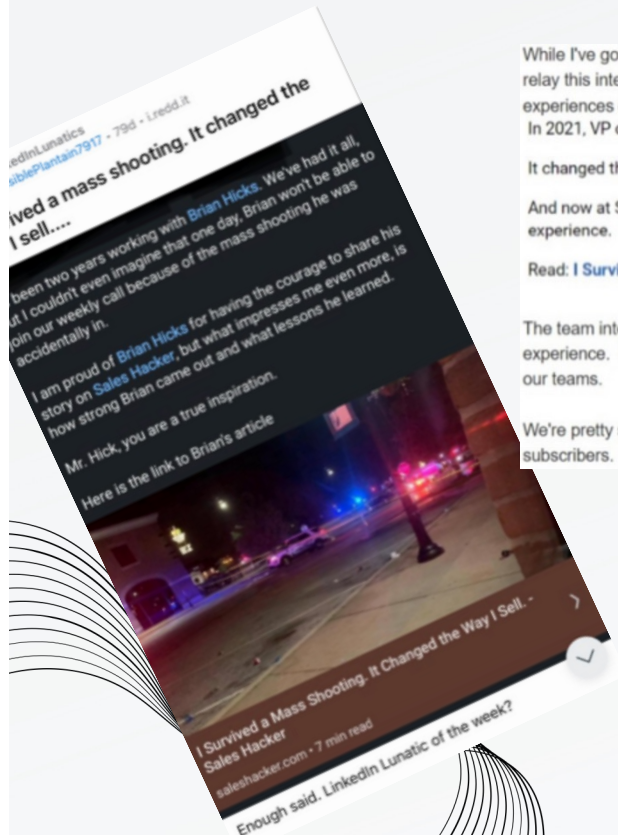 edInLunatics
siblePlantain7917 · 79d · i.redd.it
ived a mass shooting. It changed the
I sell....
been two years working with Brian Hicks. We've had it all,
ut I couldn't even imagine that one day, Brian won't be able to
join our weekly call because of the mass shooting he was
accidentally in.
I am proud of Brian Hicks for having the courage to share his
story on Sales Hacker, but what impresses me even more, is
how strong Brian came out and what lessons he learned.
Mr. Hick, you are a true inspiration.
Here is the link to Brian's article
I Survived a Mass Shooting. It Changed the Way I Sell. -
Sales Hacker
saleshacker.com · 7 min read
Enough said. LinkedIn Lunatic of the week?
While I've go
relay this inte
experiences
In 2021, VP
It changed th
And now at S
experience.
Read: I Survi
The team inte
experience.
our teams.
We're pretty
subscribers.